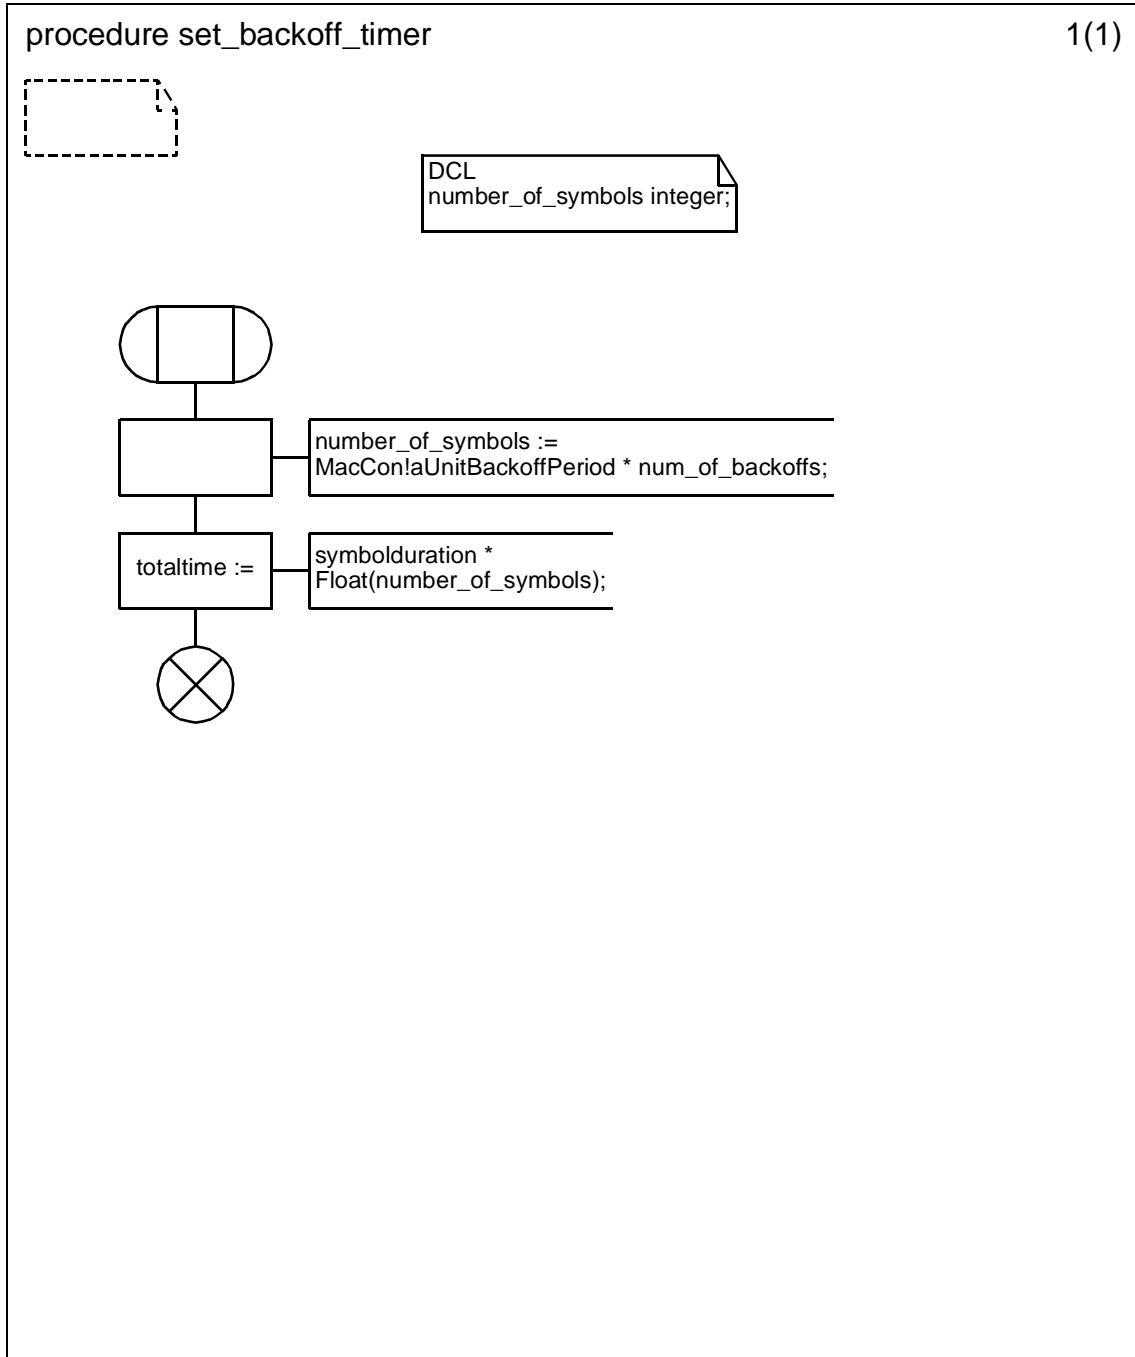 procedure set_backoff_timer 1(1)
DCL
number_of_symbols integer;
number_of_symbols :=
MacCon!aUnitBackoffPeriod * num_of_backoffs;
totaltime :=
symbolduration *
Float(number_of_symbols);